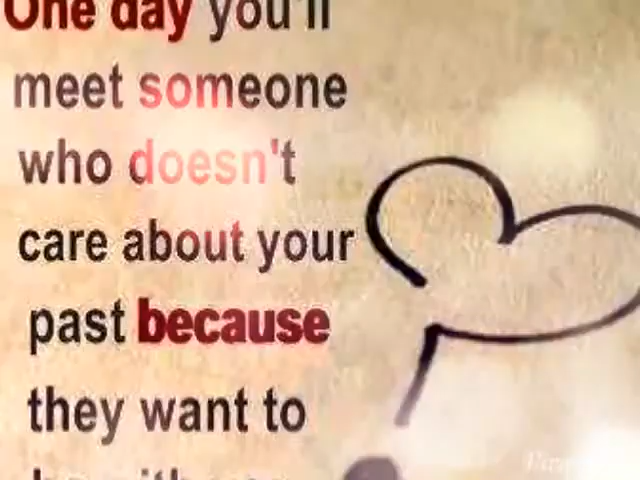 One day you'll
meet someone
who doesn't
care about your
past because
they want to